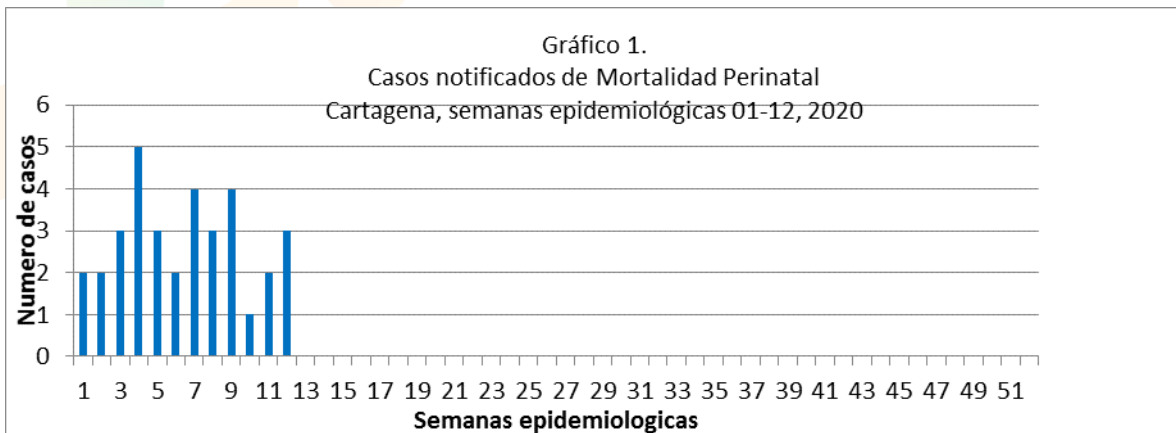 Gráfico 1.
Casos notificados de Mortalidad Perinatal
Cartagena, semanas epidemiológicas 01-12, 2020
Numero de casos
6
5
4
3
2
1
0
1 3 5 7 9 11 13 15 17 19 21 23 25 27 29 31 33 35 37 39 41 43 45 47 49 51
Semanas epidemiologicas